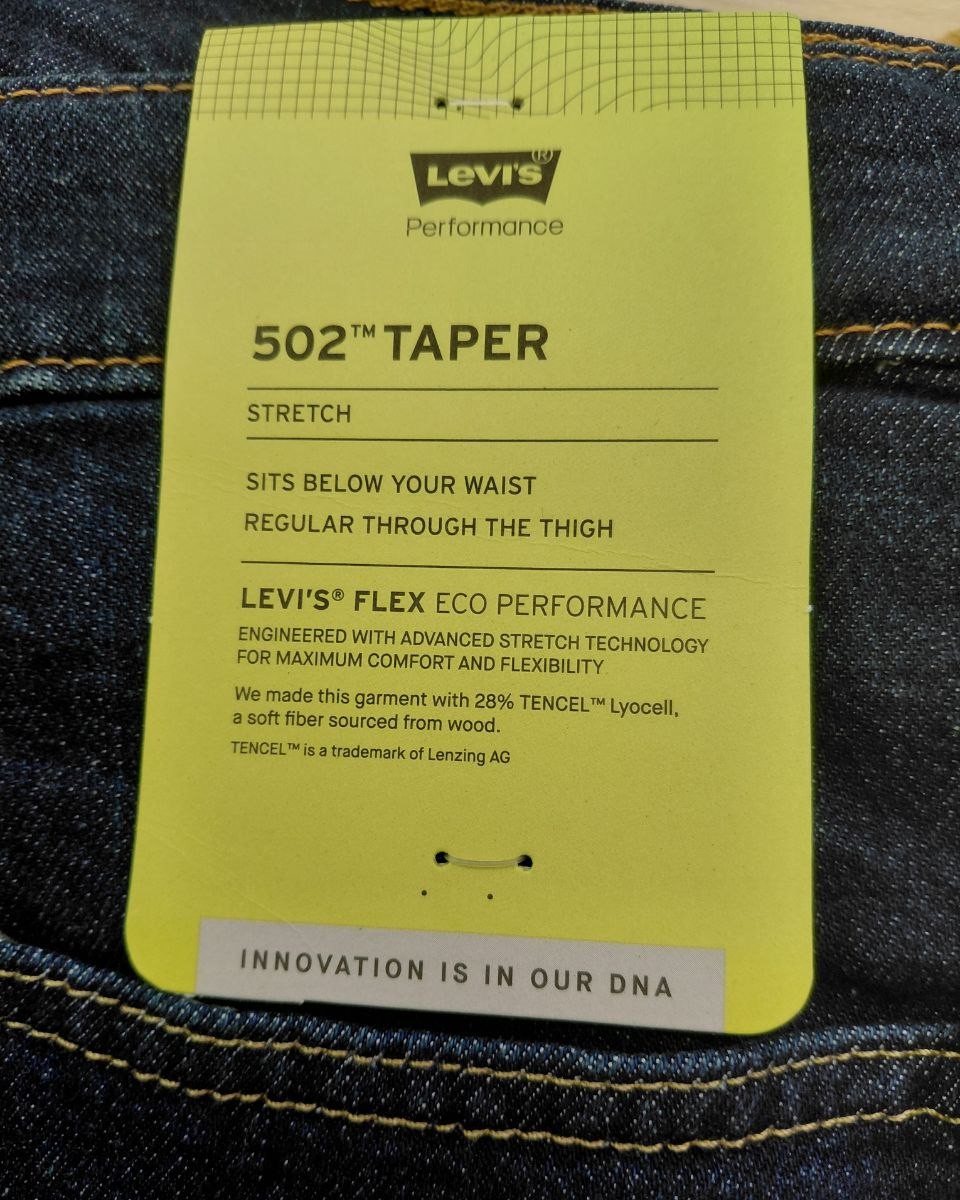 LEVI'S®
Performance
502™ TAPER
STRETCH
SITS BELOW YOUR WAIST
REGULAR THROUGH THE THIGH
LEVI'S® FLEX ECO PERFORMANCE
ENGINEERED WITH ADVANCED STRETCH TECHNOLOGY
FOR MAXIMUM COMFORT AND FLEXIBILITY
We made this garment with 28% TENCEL™ Lyocell,
a soft fiber sourced from wood.
TENCEL™ is a trademark of Lenzing AG
INNOVATION IS IN OUR DNA